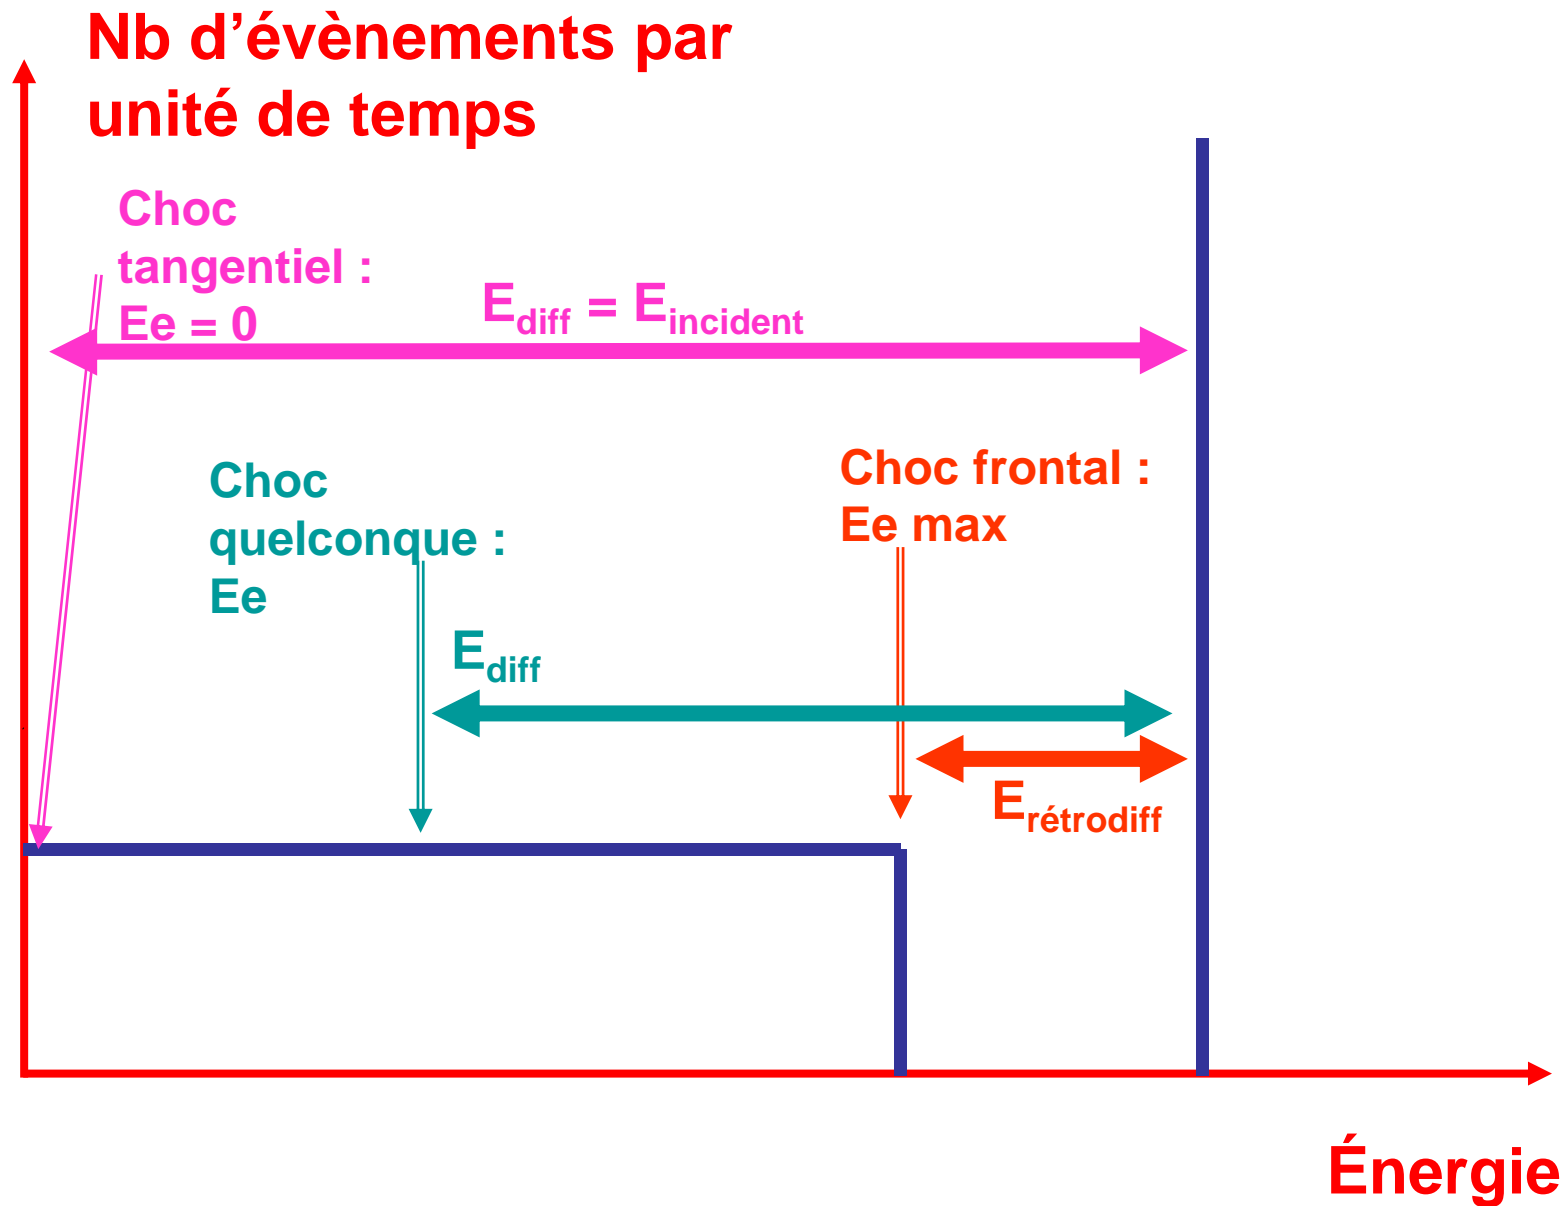 Nb d’évènements par
unité de temps
Choc
tangentiel :
Ee = 0
Ediff = Eincident
Choc
quelconque :
Ee
Choc frontal :
Ee max
Ediff
Erétrodiff
Énergie